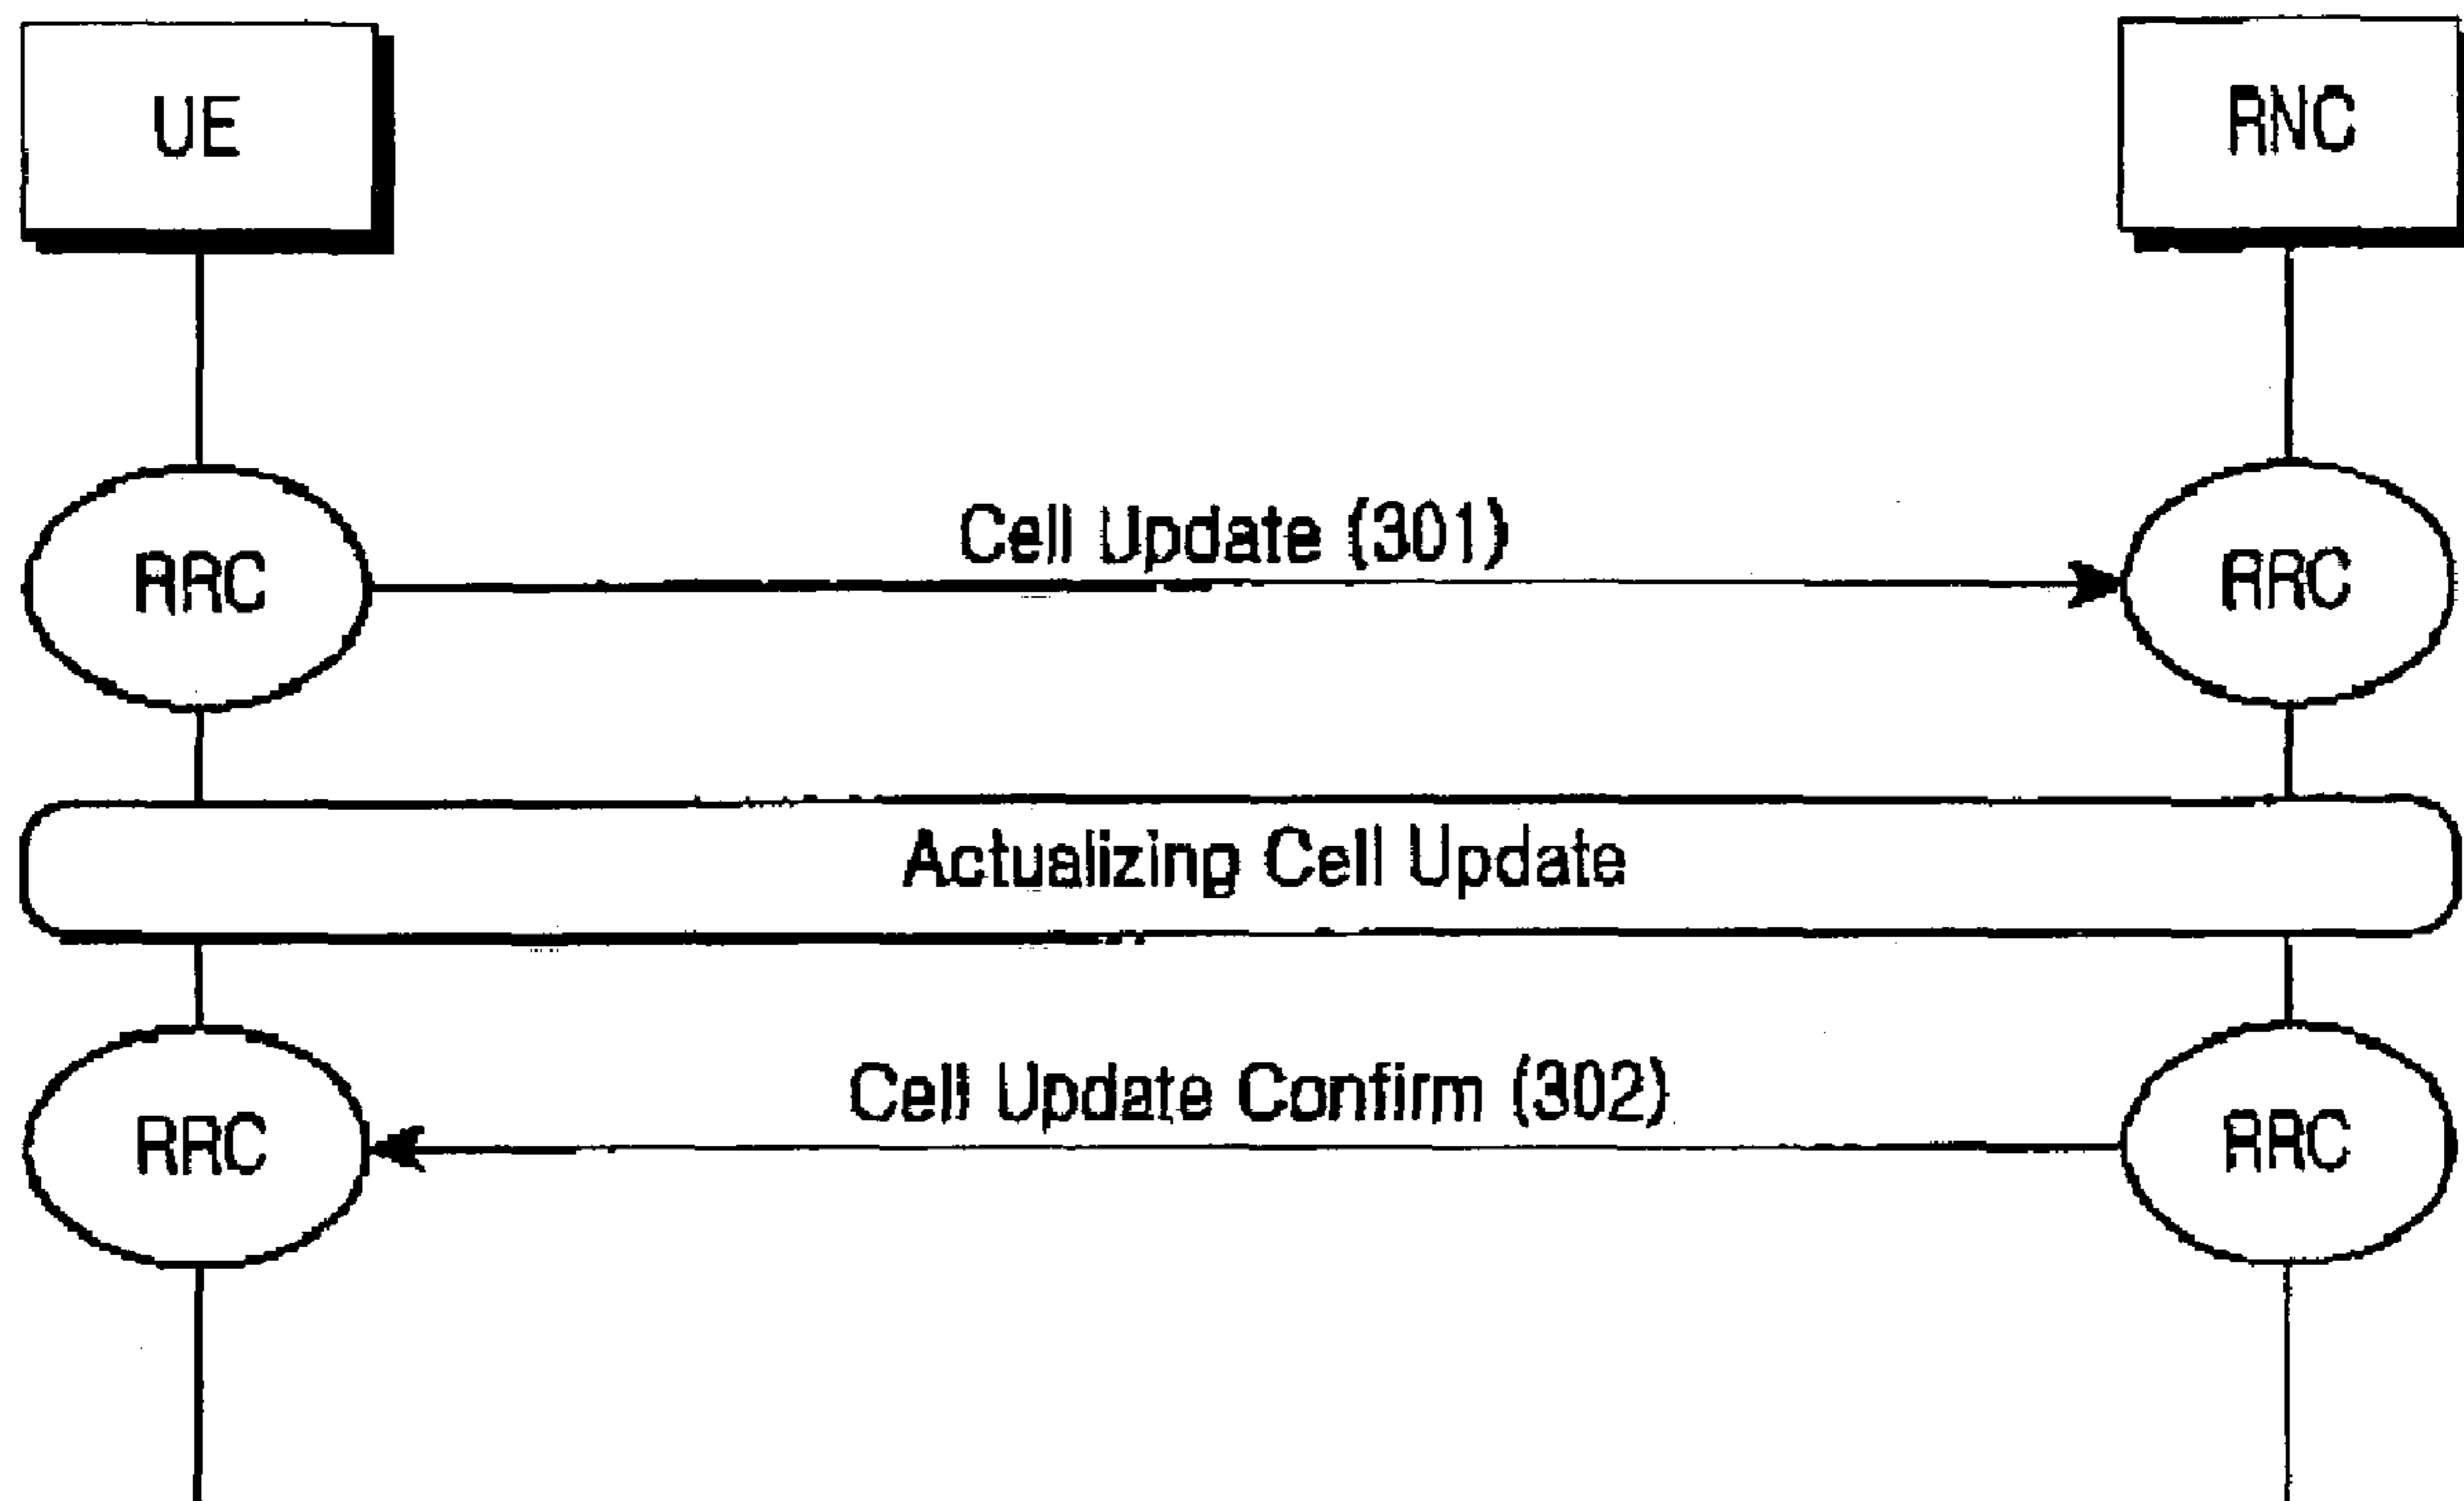 UE
RNC
Cell Update (301)
RRC
RRC
Actualizing Cell Update
Cell Update Confirm (302)
RRC
RRC